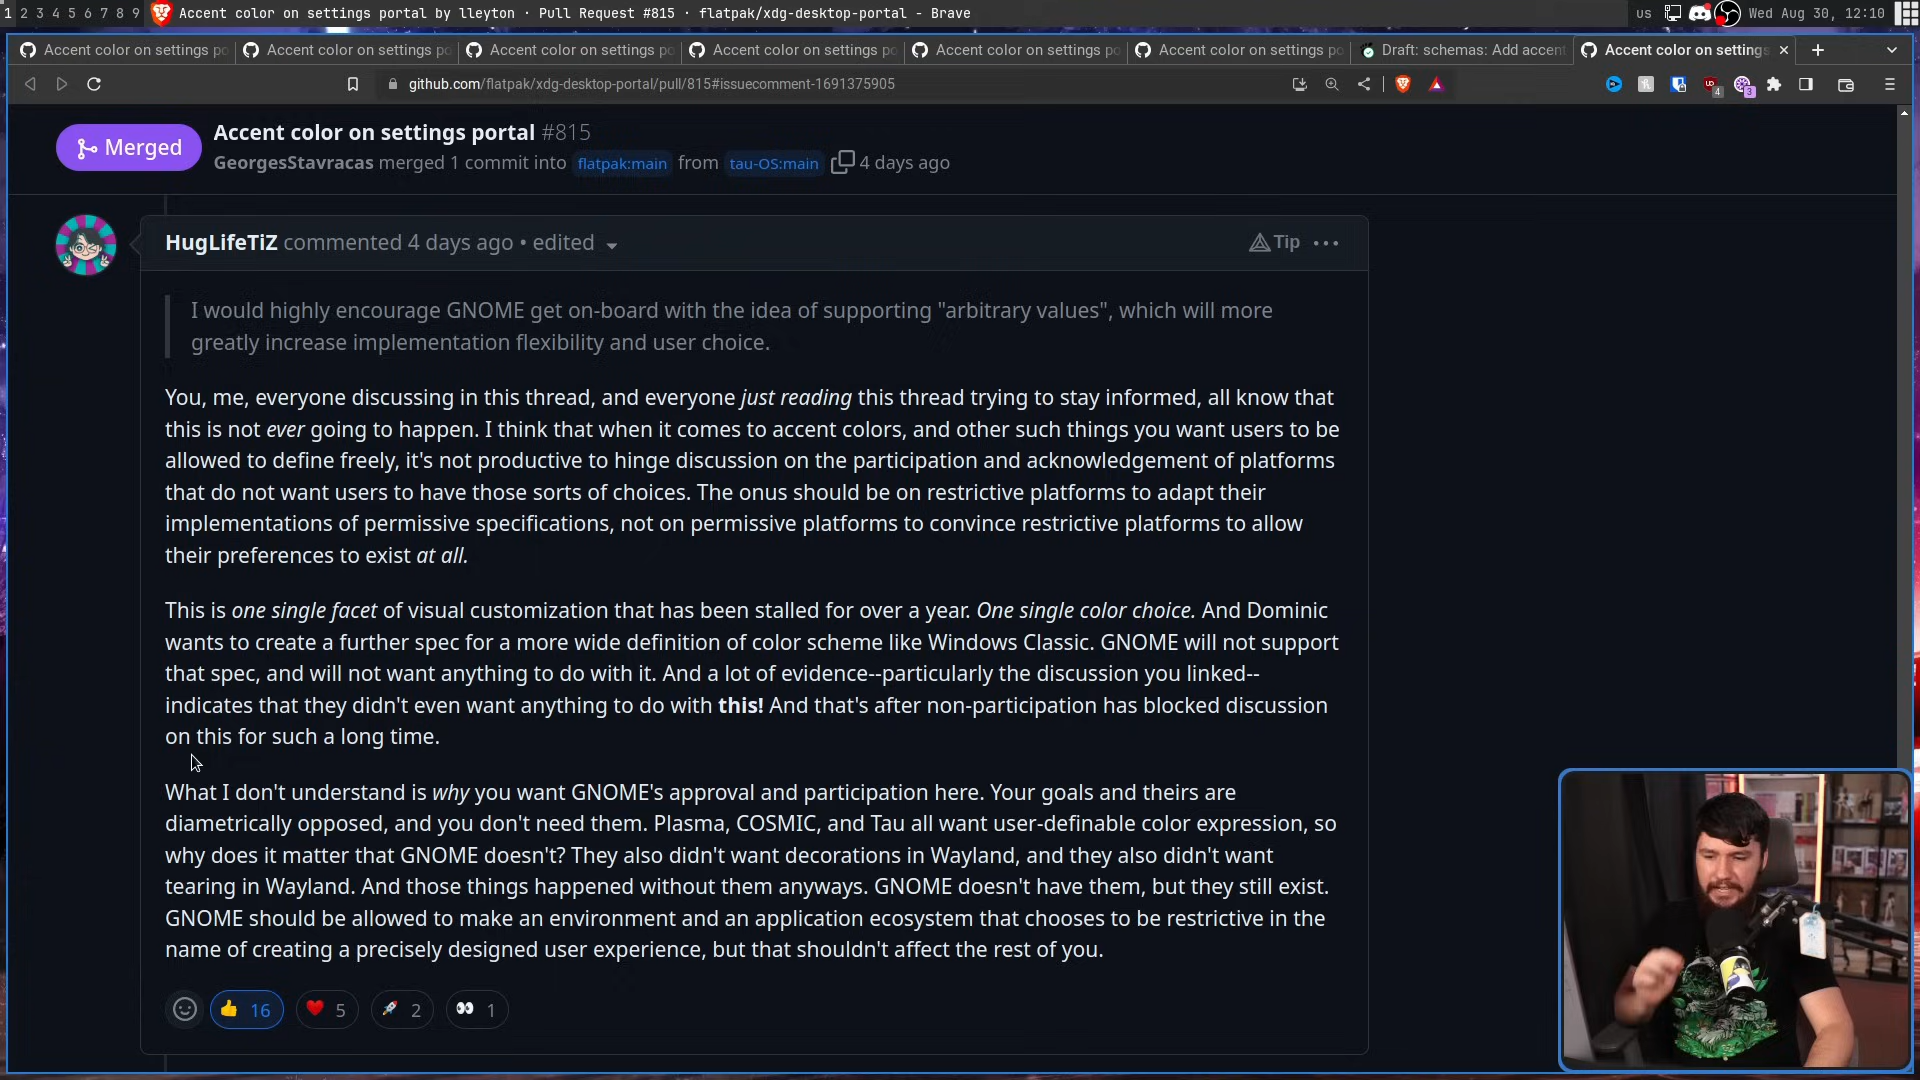 1 2 3 4 5 6 7 8 9 Accent color on settings portal by lleyton · Pull Request #815 · flatpak/xdg-desktop-portal - Brave us Wed Aug 30, 12:10
Accent color on settings po Accent color on settings po Accent color on settings po Accent color on settings po Accent color on settings po Accent color on settings po Draft: schemas: Add accent Accent color on settings
github.com/flatpak/xdg-desktop-portal/pull/815#issuecomment-1691375905 4 3
Merged
Accent color on settings portal #815
GeorgesStavracas merged 1 commit into flatpak:main from tau-OS:main 4 days ago
HugLifeTiZ commented 4 days ago • edited Tip
I would highly encourage GNOME get on-board with the idea of supporting "arbitrary values", which will more
greatly increase implementation flexibility and user choice.
You, me, everyone discussing in this thread, and everyone just reading this thread trying to stay informed, all know that
this is not ever going to happen. I think that when it comes to accent colors, and other such things you want users to be
allowed to define freely, it's not productive to hinge discussion on the participation and acknowledgement of platforms
that do not want users to have those sorts of choices. The onus should be on restrictive platforms to adapt their
implementations of permissive specifications, not on permissive platforms to convince restrictive platforms to allow
their preferences to exist at all.
This is one single facet of visual customization that has been stalled for over a year. One single color choice. And Dominic
wants to create a further spec for a more wide definition of color scheme like Windows Classic. GNOME will not support
that spec, and will not want anything to do with it. And a lot of evidence--particularly the discussion you linked--
indicates that they didn't even want anything to do with this! And that's after non-participation has blocked discussion
on this for such a long time.
What I don't understand is why you want GNOME's approval and participation here. Your goals and theirs are
diametrically opposed, and you don't need them. Plasma, COSMIC, and Tau all want user-definable color expression, so
why does it matter that GNOME doesn't? They also didn't want decorations in Wayland, and they also didn't want
tearing in Wayland. And those things happened without them anyways. GNOME doesn't have them, but they still exist.
GNOME should be allowed to make an environment and an application ecosystem that chooses to be restrictive in the
name of creating a precisely designed user experience, but that shouldn't affect the rest of you.
16 5 2 1